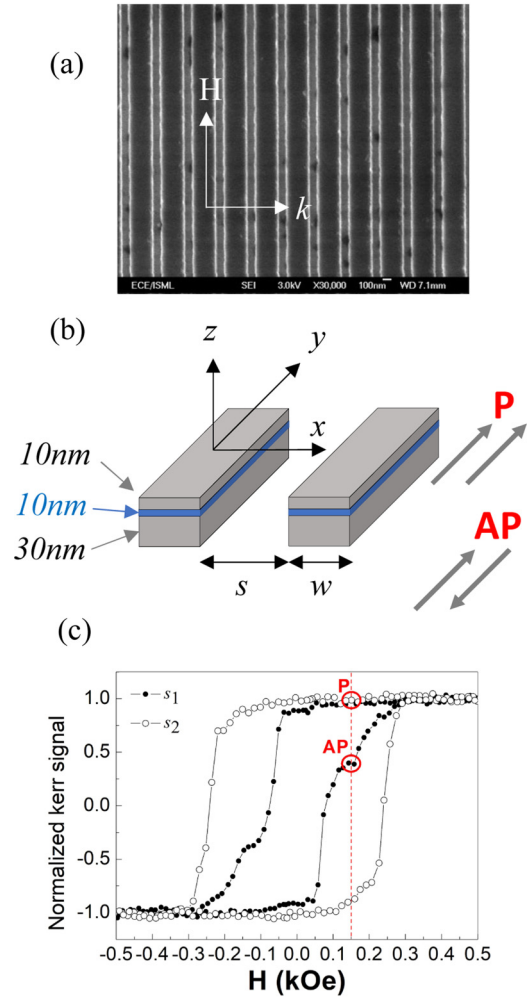 (a)
H
k
ECE/ISML SEI 3.0kV X30,000 100nm WD 7.1mm
(b)
z
y
x
P
10nm
10nm
AP
30nm
s
w
(c)
s1
s2
P
AP
1.0
0.5
0.0
-0.5
-1.0
Normalized kerr signal
-0.5 -0.4 -0.3 -0.2 -0.1 0.0 0.1 0.2 0.3 0.4 0.5
H (kOe)